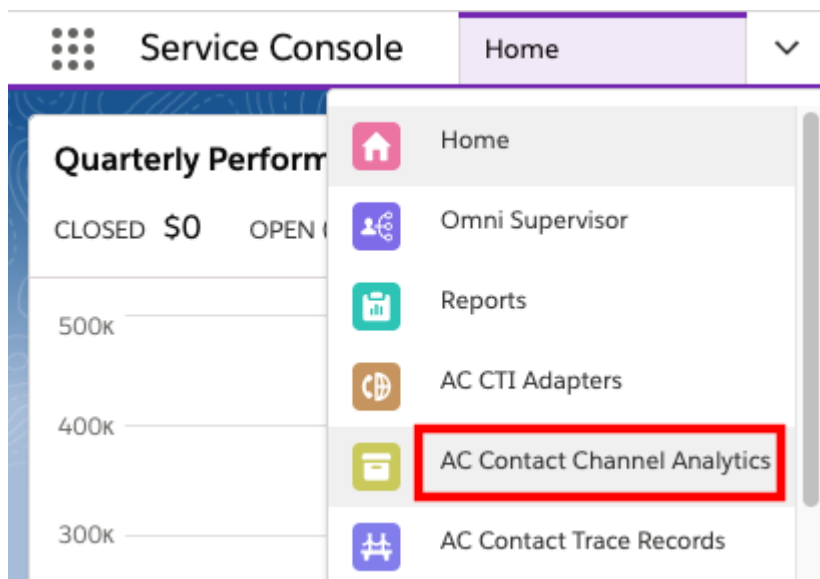 Service Console
Home
Quarterly Perform
CLOSED $0 OPEN (
500K
400K
300K
Home
Omni Supervisor
Reports
AC CTI Adapters
AC Contact Channel Analytics
AC Contact Trace Records